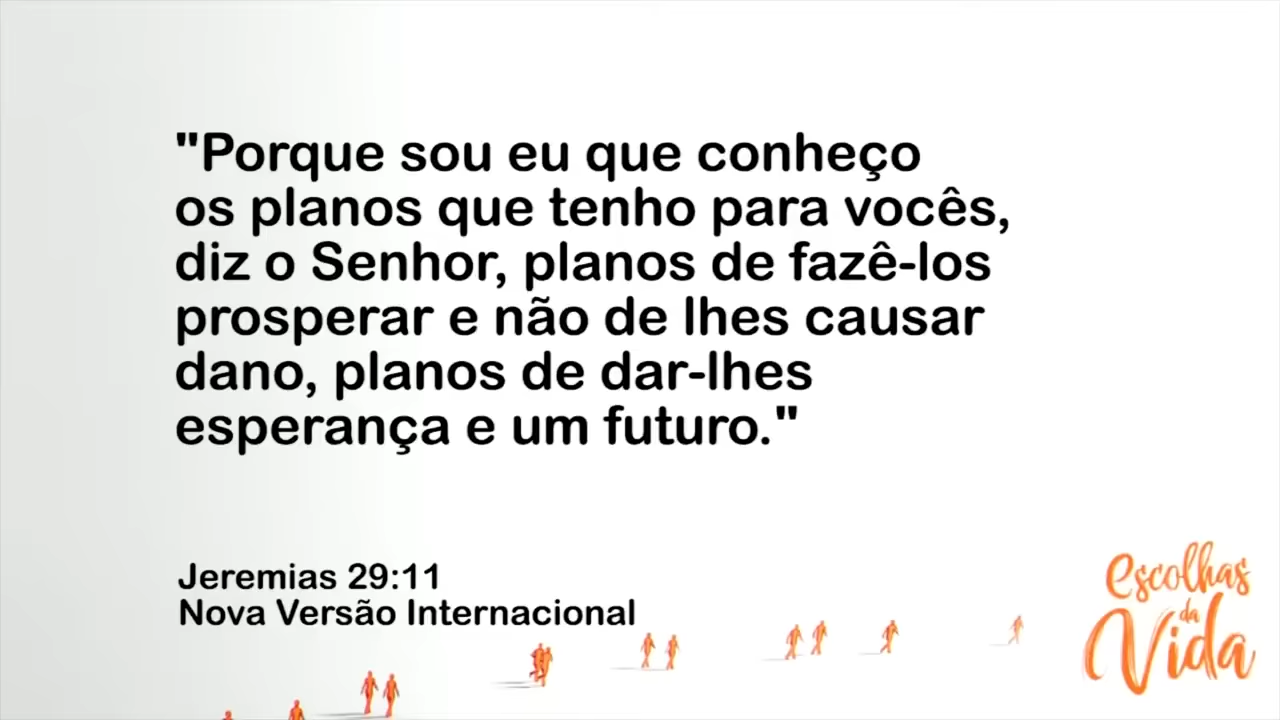 "Porque sou eu que conheço
os planos que tenho para vocês,
diz o Senhor, planos de fazê-los
prosperar e não de lhes causar
dano, planos de dar-lhes
esperança e um futuro."
Jeremias 29:11
Nova Versão Internacional
Escolhas
da
Vida